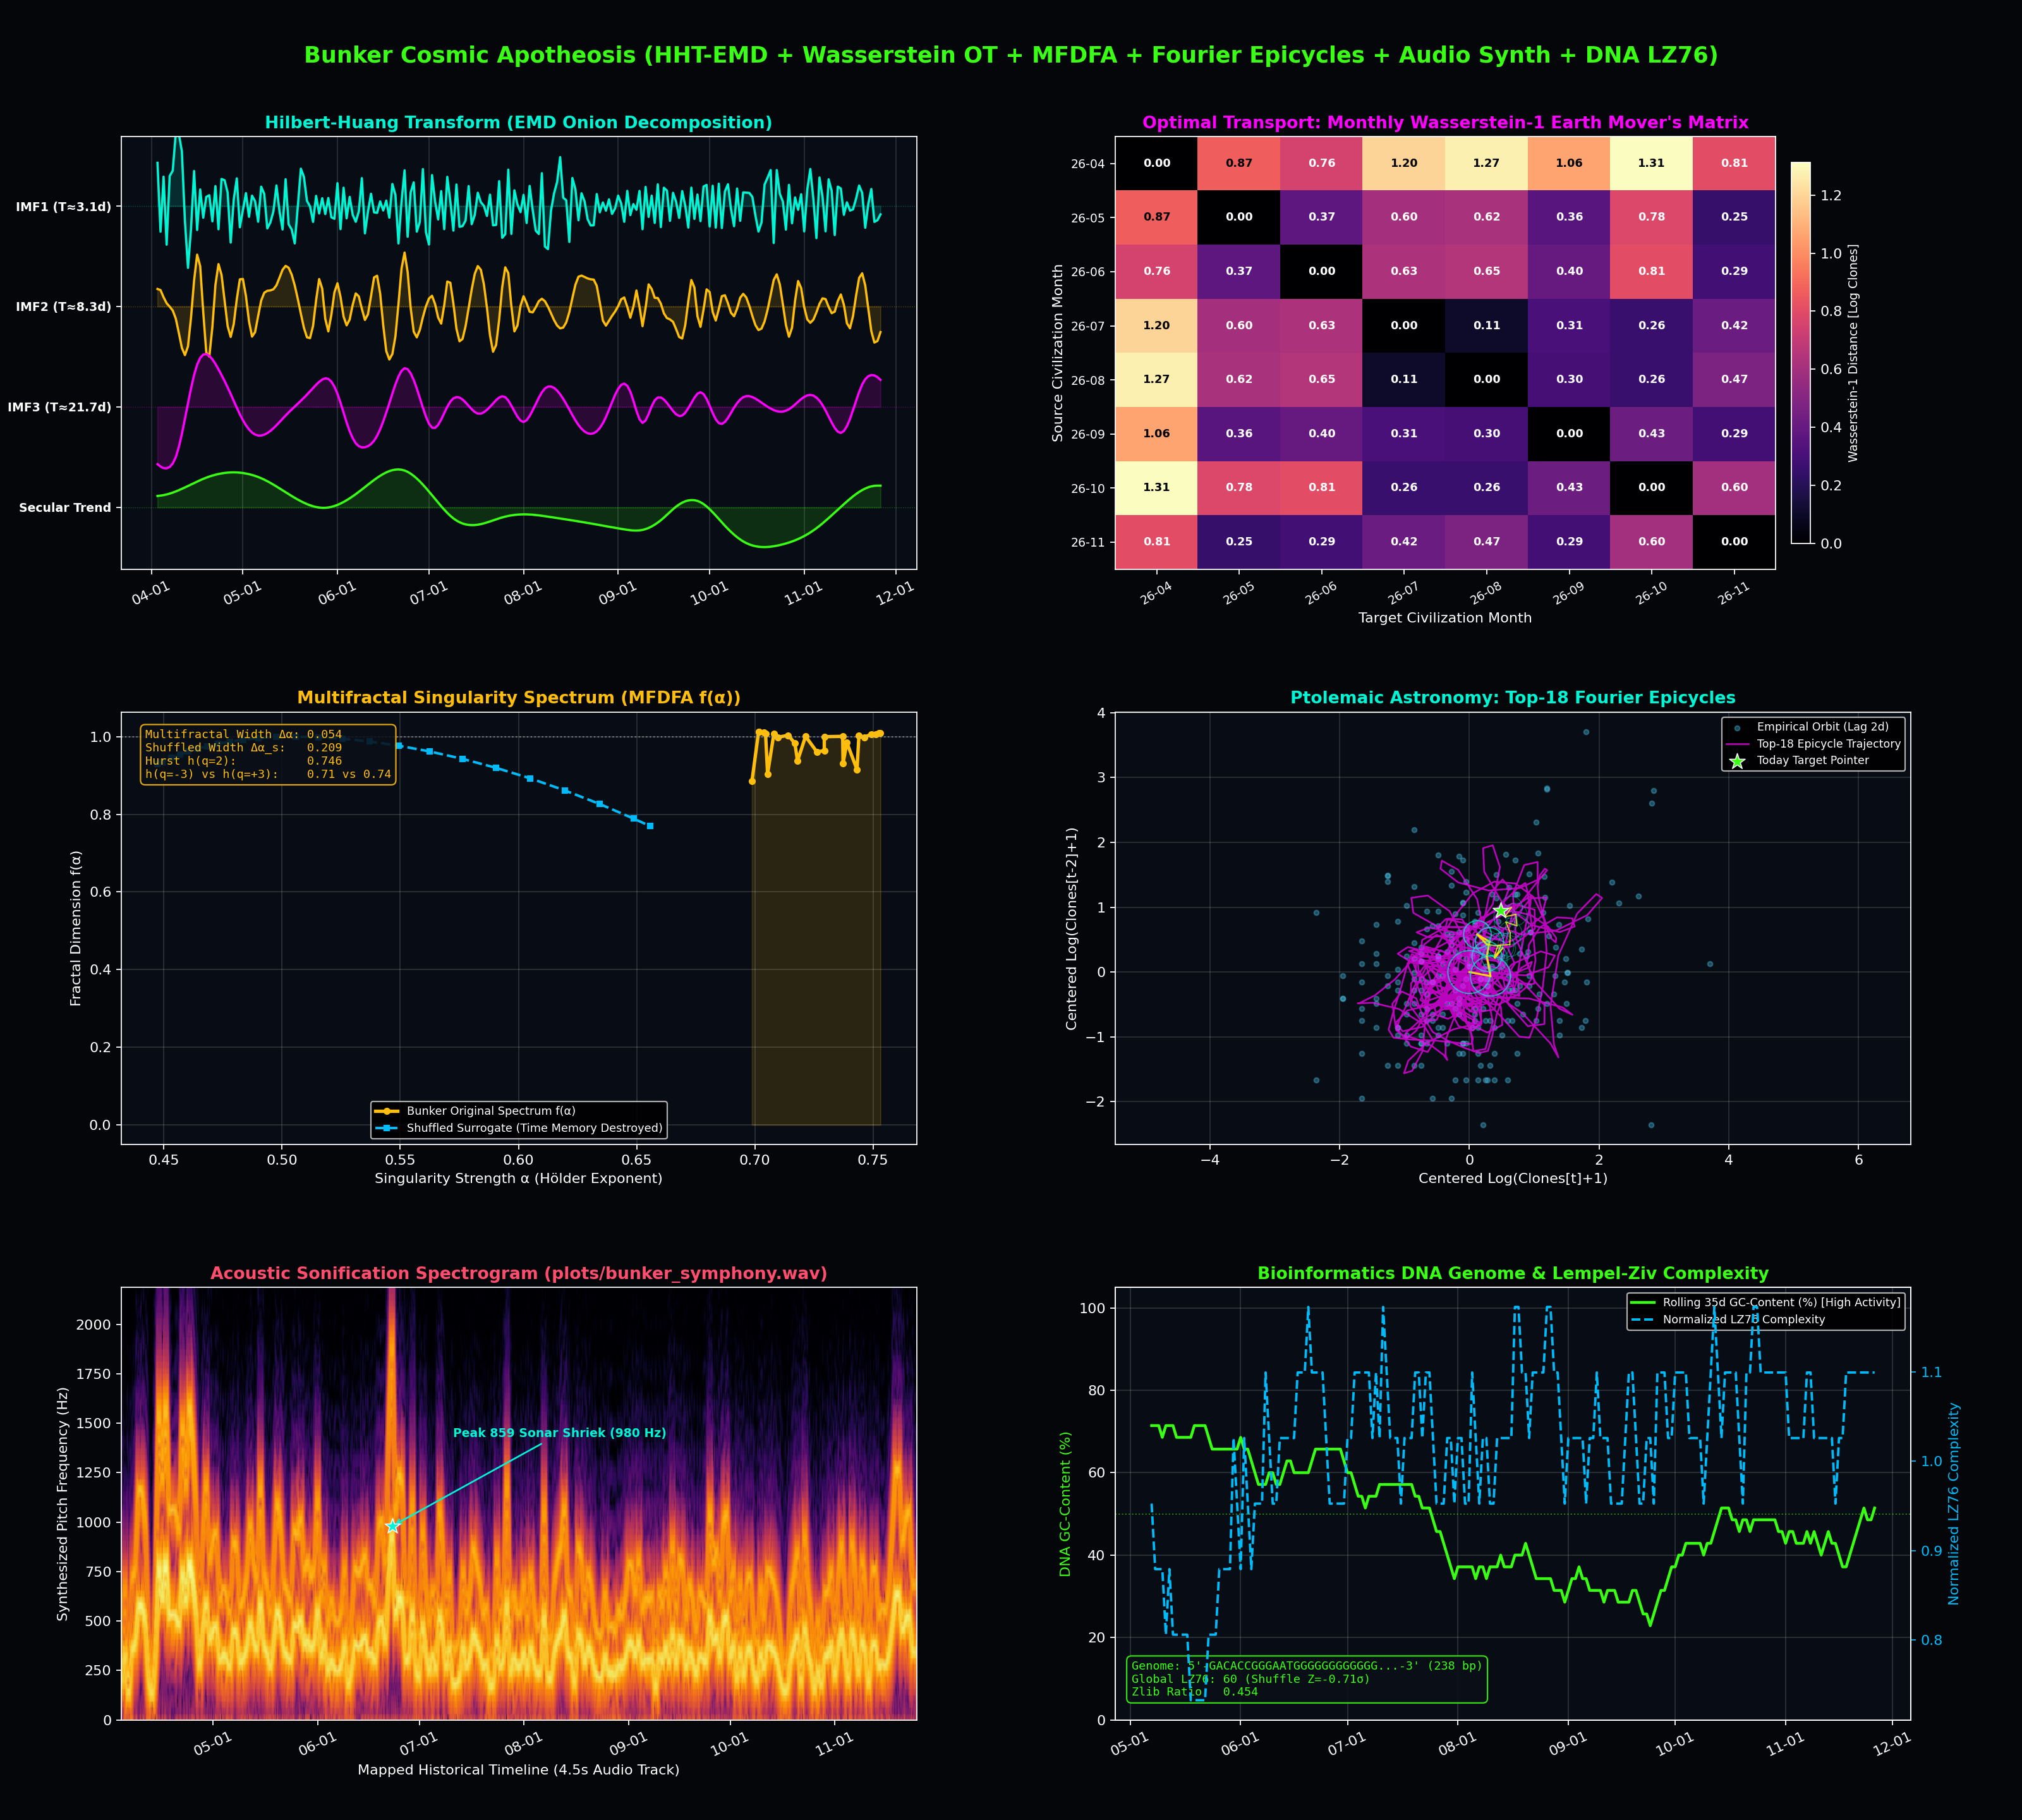 Bunker Cosmic Apotheosis (HHT-EMD + Wasserstein OT + MFDFA + Fourier Epicycles + Audio Synth + DNA LZ76)
Hilbert-Huang Transform (EMD Onion Decomposition)
IMF1 (T≈3.1d)
IMF2 (T≈8.3d)
IMF3 (T≈21.7d)
Secular Trend
04-01 05-01 06-01 07-01 08-01 09-01 10-01 11-01 12-01
Optimal Transport: Monthly Wasserstein-1 Earth Mover's Matrix
Source Civilization Month
26-04 0.00 0.87 0.76 1.20 1.27 1.06 1.31 0.81
26-05 0.87 0.00 0.37 0.60 0.62 0.36 0.78 0.25
26-06 0.76 0.37 0.00 0.63 0.65 0.40 0.81 0.29
26-07 1.20 0.60 0.63 0.00 0.11 0.31 0.26 0.42
26-08 1.27 0.62 0.65 0.11 0.00 0.30 0.26 0.47
26-09 1.06 0.36 0.40 0.31 0.30 0.00 0.43 0.29
26-10 1.31 0.78 0.81 0.26 0.26 0.43 0.00 0.60
26-11 0.81 0.25 0.29 0.42 0.47 0.29 0.60 0.00
26-04 26-05 26-06 26-07 26-08 26-09 26-10 26-11
Target Civilization Month
1.2
1.0
0.8
0.6
0.4
0.2
0.0
Wasserstein-1 Distance [Log Clones]
Multifractal Singularity Spectrum (MFDFA f(α))
Fractal Dimension f(α)
1.0
0.8
0.6
0.4
0.2
0.0
Multifractal Width Δα: 0.054
Shuffled Width Δα_s: 0.209
Hurst h(q=2): 0.746
h(q=-3) vs h(q=+3): 0.71 vs 0.74
Bunker Original Spectrum f(α)
Shuffled Surrogate (Time Memory Destroyed)
0.45 0.50 0.55 0.60 0.65 0.70 0.75
Singularity Strength α (Hölder Exponent)
Ptolemaic Astronomy: Top-18 Fourier Epicycles
Centered Log(Clones[t-2]+1)
4
3
2
1
0
−1
−2
Empirical Orbit (Lag 2d)
Top-18 Epicycle Trajectory
Today Target Pointer
−4 −2 0 2 4 6
Centered Log(Clones[t]+1)
Acoustic Sonification Spectrogram (plots/bunker_symphony.wav)
Synthesized Pitch Frequency (Hz)
2000
1750
1500
1250
1000
750
500
250
0
Peak 859 Sonar Shriek (980 Hz)
05-01 06-01 07-01 08-01 09-01 10-01 11-01
Mapped Historical Timeline (4.5s Audio Track)
Bioinformatics DNA Genome & Lempel-Ziv Complexity
DNA GC-Content (%)
100
80
60
40
20
0
Rolling 35d GC-Content (%) [High Activity]
Normalized LZ76 Complexity
Genome: 5'-GACACCGGGAATGGGGGGGGGGGG...-3' (238 bp)
Global LZ76: 60 (Shuffle Z=-0.71σ)
Zlib Ratio: 0.454
05-01 06-01 07-01 08-01 09-01 10-01 11-01 12-01
1.1
1.0
0.9
0.8
Normalized LZ76 Complexity